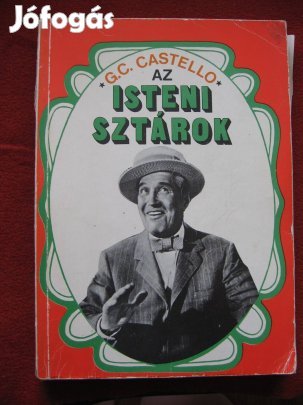 Jófogás
*G.C. CASTELLO*
AZ
ISTENI
SZTÁROK